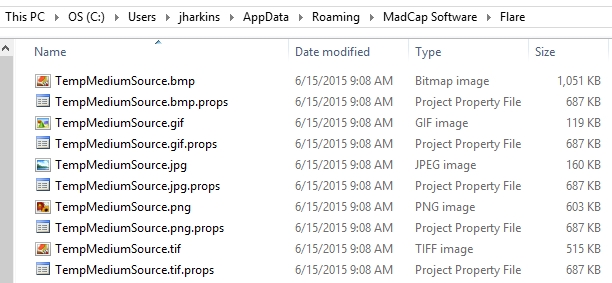 This PC > OS (C:) > Users > jharkins > AppData > Roaming > MadCap Software > Flare
Name Date modified Type Size
TempMediumSource.bmp 6/15/2015 9:08 AM Bitmap image 1,051 KB
TempMediumSource.bmp.props 6/15/2015 9:08 AM Project Property File 687 KB
TempMediumSource.gif 6/15/2015 9:08 AM GIF image 119 KB
TempMediumSource.gif.props 6/15/2015 9:08 AM Project Property File 687 KB
TempMediumSource.jpg 6/15/2015 9:08 AM JPEG image 160 KB
TempMediumSource.jpg.props 6/15/2015 9:08 AM Project Property File 687 KB
TempMediumSource.png 6/15/2015 9:08 AM PNG image 603 KB
TempMediumSource.png.props 6/15/2015 9:08 AM Project Property File 687 KB
TempMediumSource.tif 6/15/2015 9:08 AM TIFF image 515 KB
TempMediumSource.tif.props 6/15/2015 9:08 AM Project Property File 687 KB